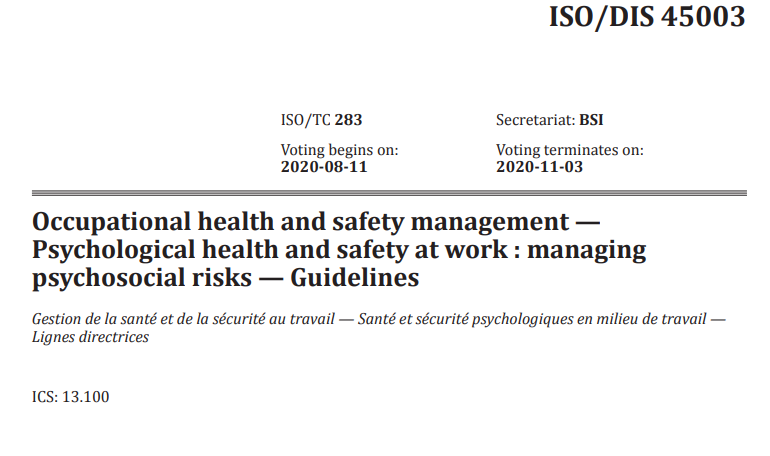 ISO/DIS 45003
ISO/TC 283
Secretariat: BSI
Voting begins on:
2020-08-11
Voting terminates on:
2020-11-03
Occupational health and safety management —
Psychological health and safety at work : managing
psychosocial risks — Guidelines
Gestion de la santé et de la sécurité au travail — Santé et sécurité psychologiques en milieu de travail —
Lignes directrices
ICS: 13.100